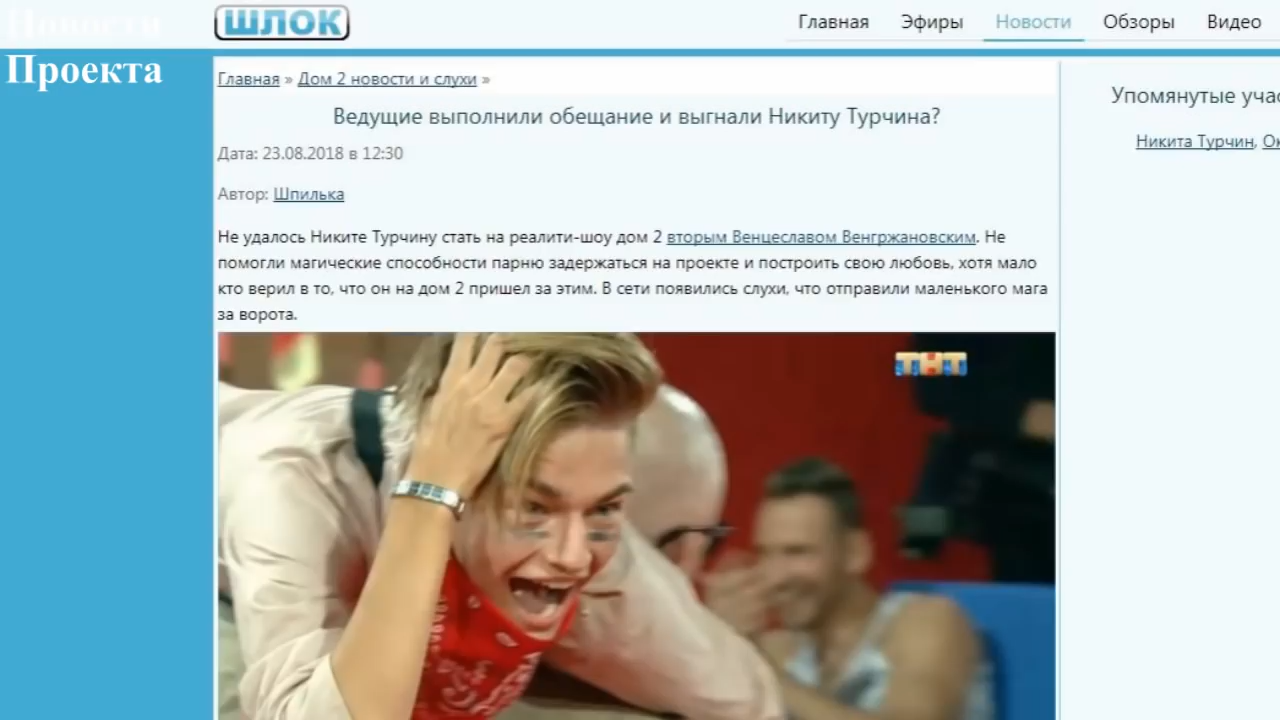 Новости
Проекта
ШЛОК
Главная Эфиры Новости Обзоры Видео
Главная » Дом 2 новости и слухи »
Ведущие выполнили обещание и выгнали Никиту Турчина?
Дата: 23.08.2018 в 12:30
Автор: Шпилька
Не удалось Никите Турчину стать на реалити-шоу дом 2 вторым Венцеславом Венгржановским. Не
помогли магические способности парню задержаться на проекте и построить свою любовь, хотя мало
кто верил в то, что он на дом 2 пришел за этим. В сети появились слухи, что отправили маленького мага
за ворота.
ТНТ
Упомянутые учас
Никита Турчин, Ок